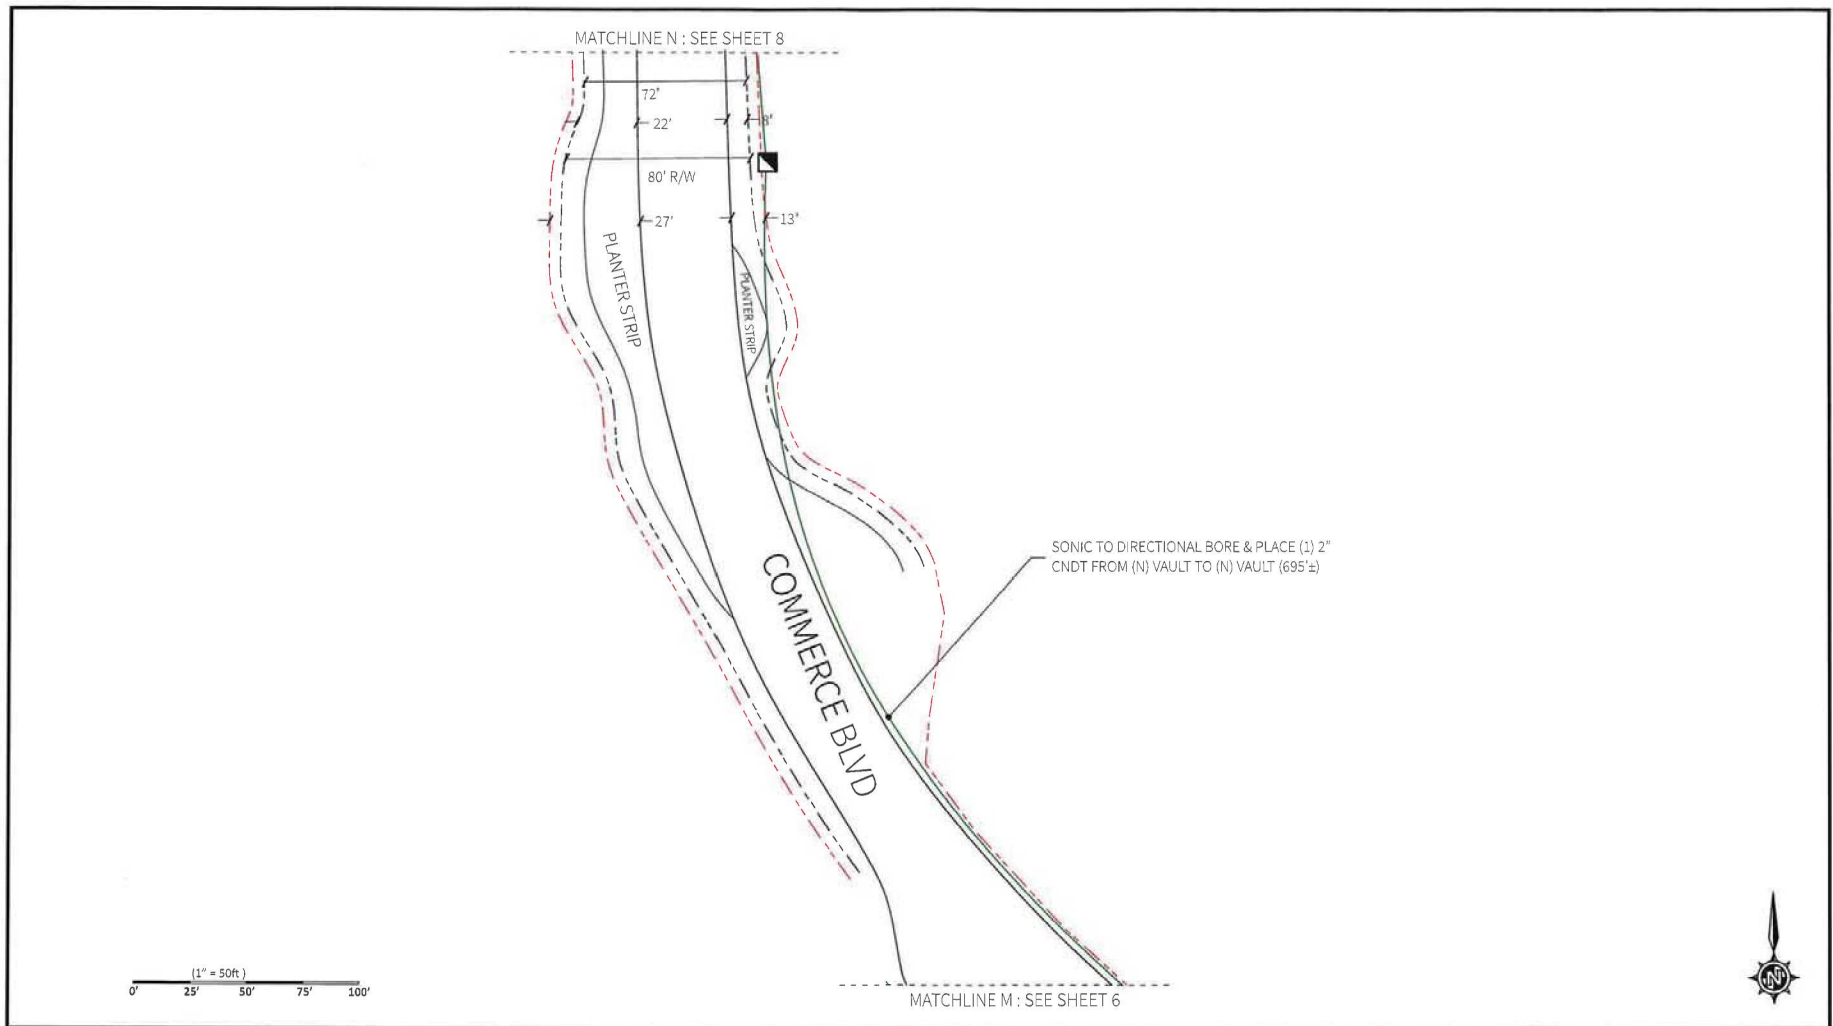 MATCHLINE N : SEE SHEET 8
72'
22'
8'
80' R/W
27'
13'
PLANTER STRIP
PLANTER STRIP
COMMERCE BLVD
SONIC TO DIRECTIONAL BORE & PLACE (1) 2"
CNDT FROM (N) VAULT TO (N) VAULT (695'±)
(1" = 50ft )
0' 25' 50' 75' 100'
MATCHLINE M : SEE SHEET 6
N